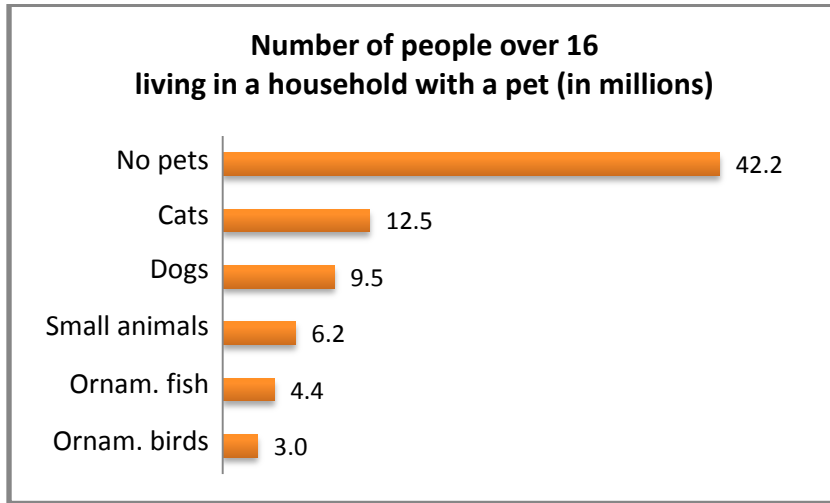 Number of people over 16
living in a household with a pet (in millions)
No pets 42.2
Cats 12.5
Dogs 9.5
Small animals 6.2
Ornam. fish 4.4
Ornam. birds 3.0